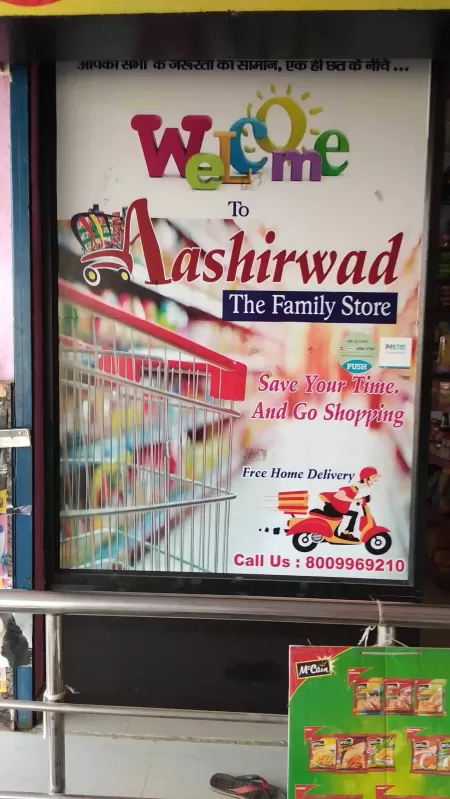 आपकी सभी के जरूरतों का सामान, एक ही छत के नीचे ...
WeLCOme
To
Aashirwad
The Family Store
PUSH
Save Your Time.
And Go Shopping
Free Home Delivery
Call Us : 8009969210
McCain